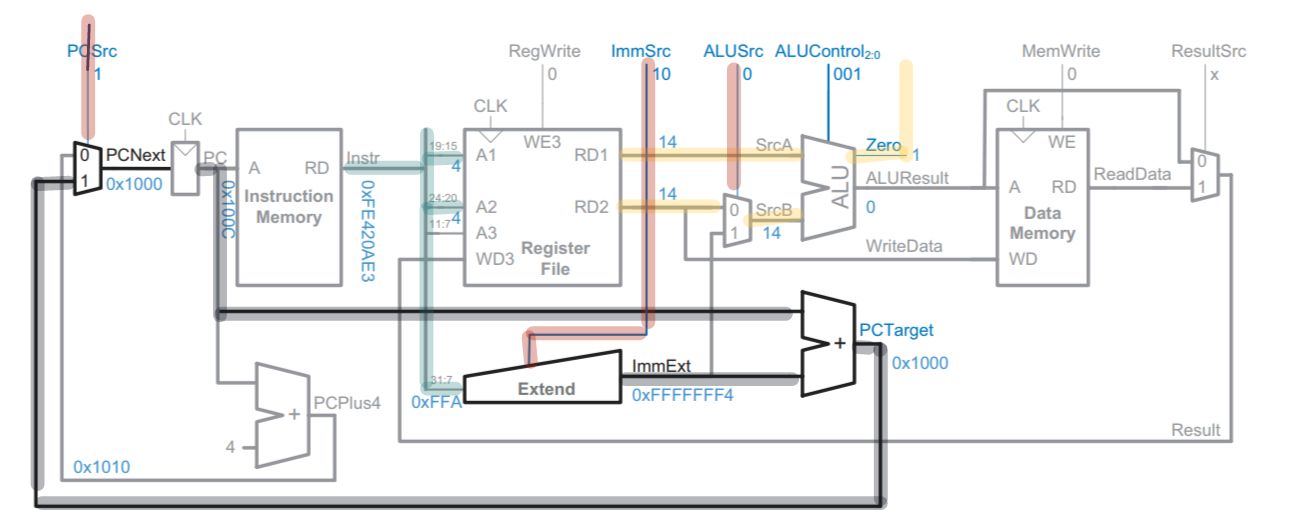 PCSrc
1
RegWrite
0
ImmSrc
10
ALUSrc
0
ALUControl2:0
001
MemWrite
0
ResultSrc
x
CLK
CLK
CLK
0
1
PCNext
0x1000
PC
0x100C
A
RD
Instruction
Memory
Instr
0xFE420AE3
19:15
4
24:20
4
11:7
A1
A2
A3
WD3
WE3
RD1
RD2
Register
File
14
14
0
1
SrcA
SrcB
14
ALU
Zero
1
ALUResult
0
WriteData
A
RD
WE
Data
Memory
WD
ReadData
0
1
PCTarget
+
0x1000
31:7
0xFFA
Extend
ImmExt
0xFFFFFFF4
PCPlus4
+
4
0x1010
Result